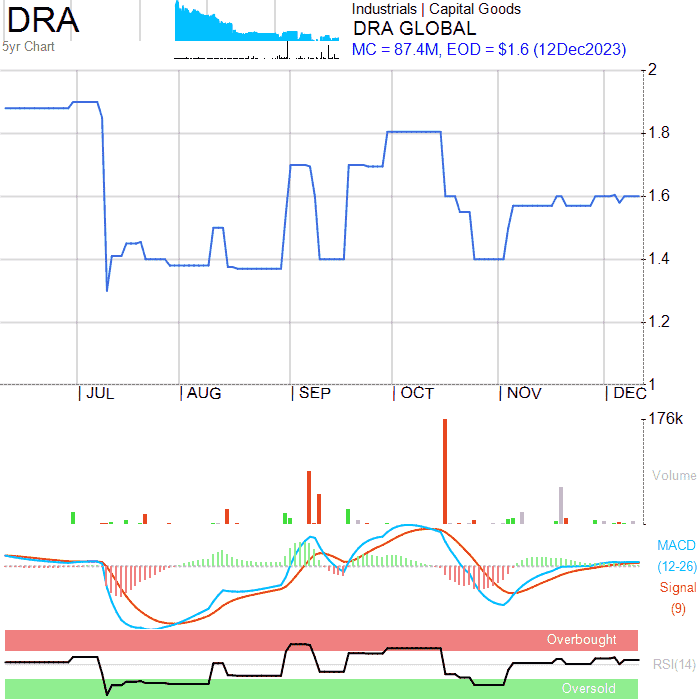 DRA
5yr Chart
Industrials | Capital Goods
DRA GLOBAL
MC = 87.4M, EOD = $1.6 (12Dec2023)
2
1.8
1.6
1.4
1.2
1
| JUL | AUG | SEP | OCT | NOV | DEC
176k
Volume
MACD
(12-26)
Signal
(9)
Overbought
RSI(14)
Oversold